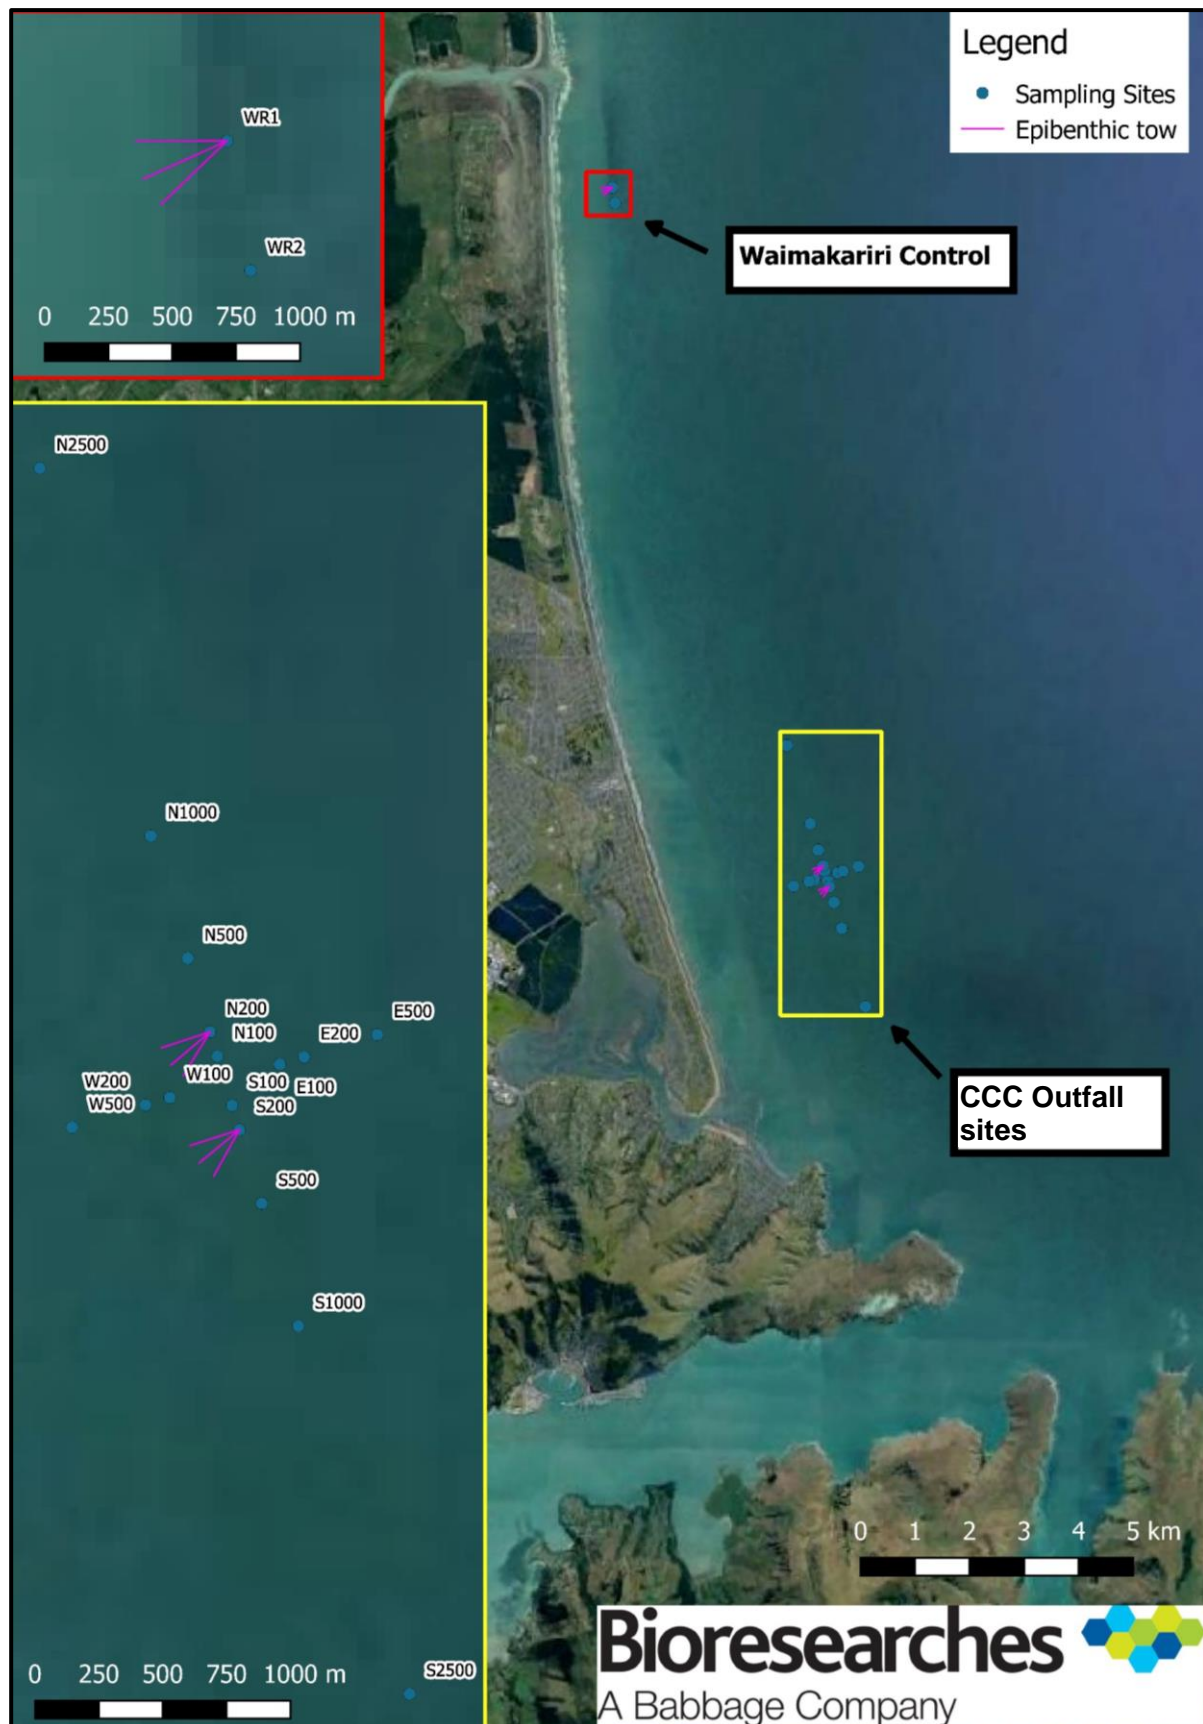 Legend
Sampling Sites
Epibenthic tow
WR1
WR2
0 250 500 750 1000 m
Waimakariri Control
N2500
N1000
N500
N200
N100
E200
E500
W200
W100
S100
E100
W500
S200
S500
S1000
CCC Outfall
sites
0 1 2 3 4 5 km
0 250 500 750 1000 m
S2500
Bioresearches
A Babbage Company